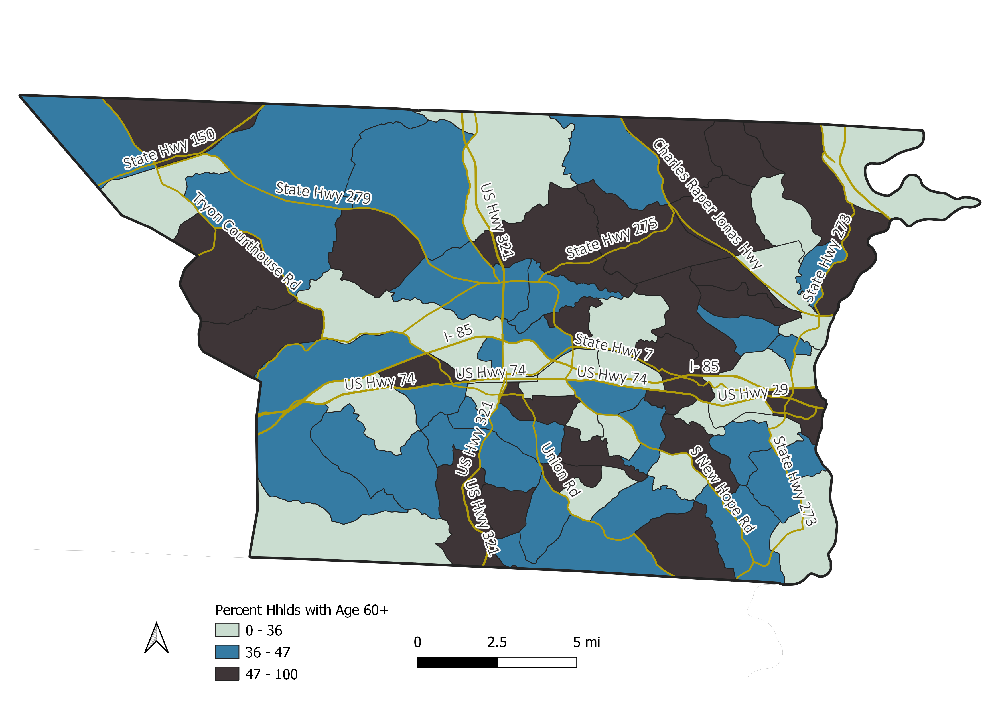 State Hwy 150
Charles Raper Jonas Hwy
State Hwy 279
US Hwy 321
Tryon Courthouse Rd
State Hwy 275
State Hwy 273
I- 85
State Hwy 7
I- 85
US Hwy 74
US Hwy 74
US Hwy 74
US Hwy 29
US Hwy 321
Union Rd
S New Hope Rd
State Hwy 273
US Hwy 321
Percent Hhlds with Age 60+
0 - 36
36 - 47
47 - 100
0 2.5 5 mi